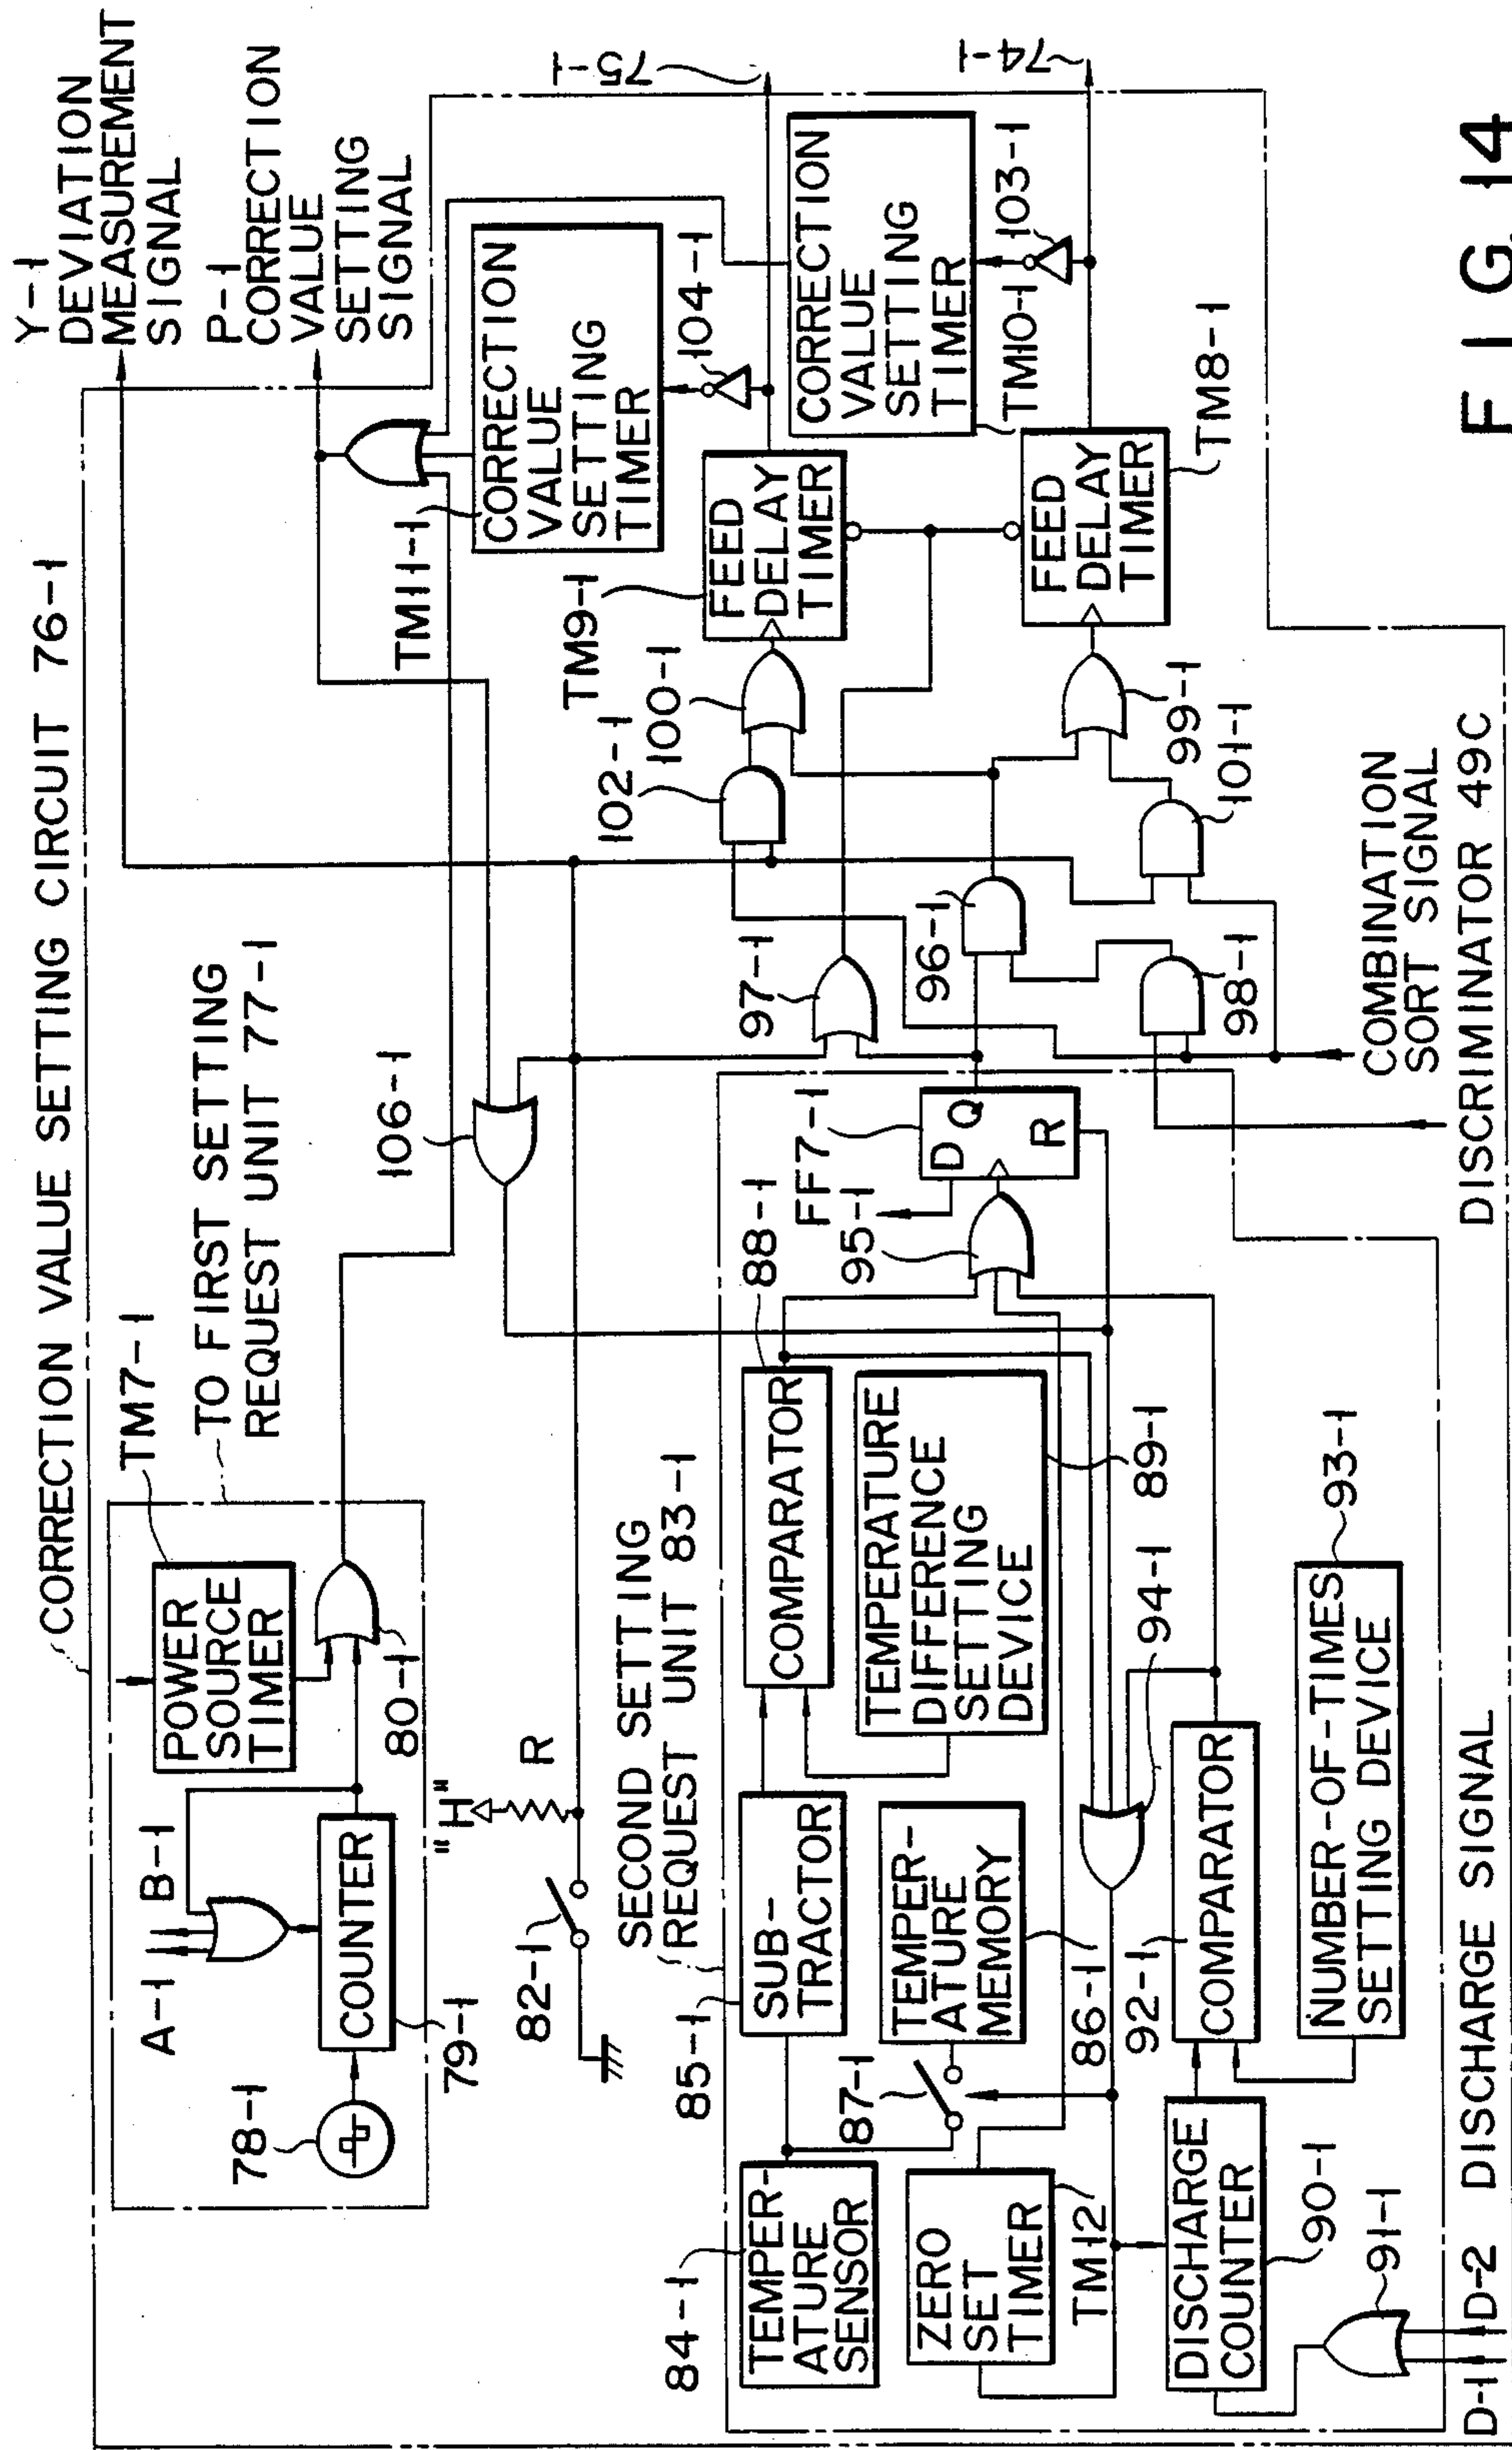 CORRECTION VALUE SETTING CIRCUIT 76-1
Y-1
DEVIATION
MEASUREMENT
SIGNAL
P-1
CORRECTION
VALUE
SETTING
SIGNAL
TM7-1
TO FIRST SETTING
REQUEST UNIT 77-1
POWER
SOURCE
TIMER
A-1
B-1
COUNTER
78-1
79-1
80-1
"H"
R
82-1
106-1
TM11-1
CORRECTION
VALUE
SETTING
TIMER
104-1
75-1
SECOND SETTING
REQUEST UNIT 83-1
84-1
TEMPER-
ATURE
SENSOR
85-1
SUB-
TRACTOR
88-1
COMPARATOR
87-1
TEMPER-
ATURE
MEMORY
86-1
TEMPERATURE
DIFFERENCE
SETTING
DEVICE
89-1
ZERO
SET
TIMER
TM12
94-1
DISCHARGE
COUNTER
90-1
91-1
92-1
COMPARATOR
NUMBER-OF-TIMES
SETTING DEVICE
93-1
FF7-1
95-1
D
Q
R
97-1
96-1
98-1
102-1
100-1
TM9-1
FEED
DELAY
TIMER
CORRECTION
VALUE
SETTING
TIMER
103-1
TM10-1
74-1
FEED
DELAY
TIMER
TM8-1
99-1
101-1
COMBINATION
SORT SIGNAL
DISCRIMINATOR 49C
D-1
D-2
DISCHARGE SIGNAL
FIG. 14